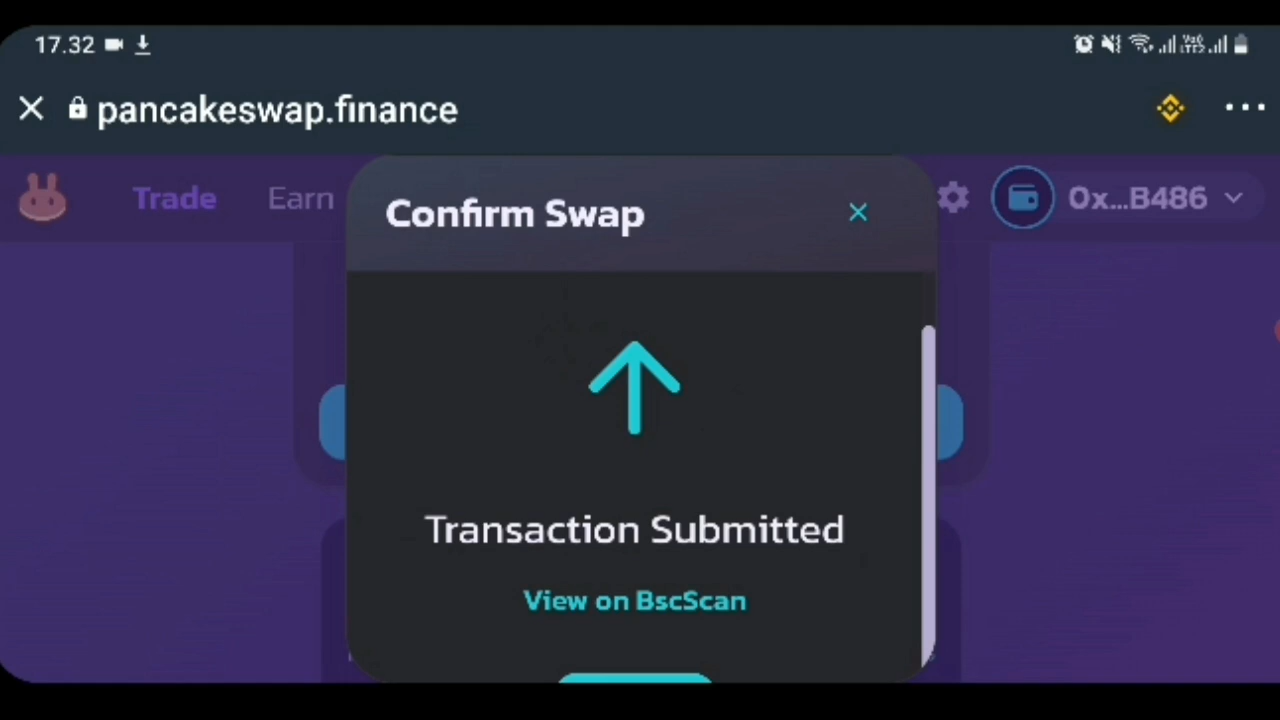 17.32
pancakeswap.finance
Trade Earn 0x...B486
Confirm Swap
Transaction Submitted
View on BscScan